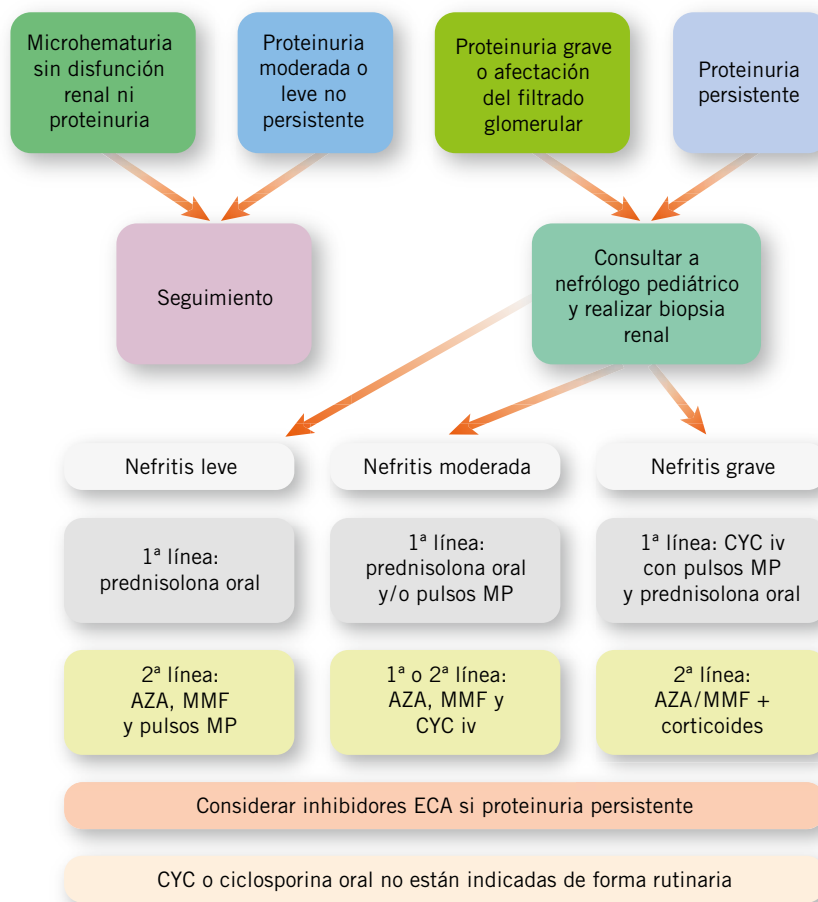 Microhematuria
sin disfunción
renal ni
proteinuria
Proteinuria
moderada o
leve no
persistente
Proteinuria grave
o afectación
del filtrado
glomerular
Proteinuria
persistente
Seguimiento
Consultar a
nefrólogo pediátrico
y realizar biopsia
renal
Nefritis leve
Nefritis moderada
Nefritis grave
1ª línea:
prednisolona oral
1ª línea:
prednisolona oral
y/o pulsos MP
1ª línea: CYC iv
con pulsos MP
y prednisolona oral
2ª línea:
AZA, MMF
y pulsos MP
1ª o 2ª línea:
AZA, MMF y
CYC iv
2ª línea:
AZA/MMF +
corticoides
Considerar inhibidores ECA si proteinuria persistente
CYC o ciclosporina oral no están indicadas de forma rutinaria